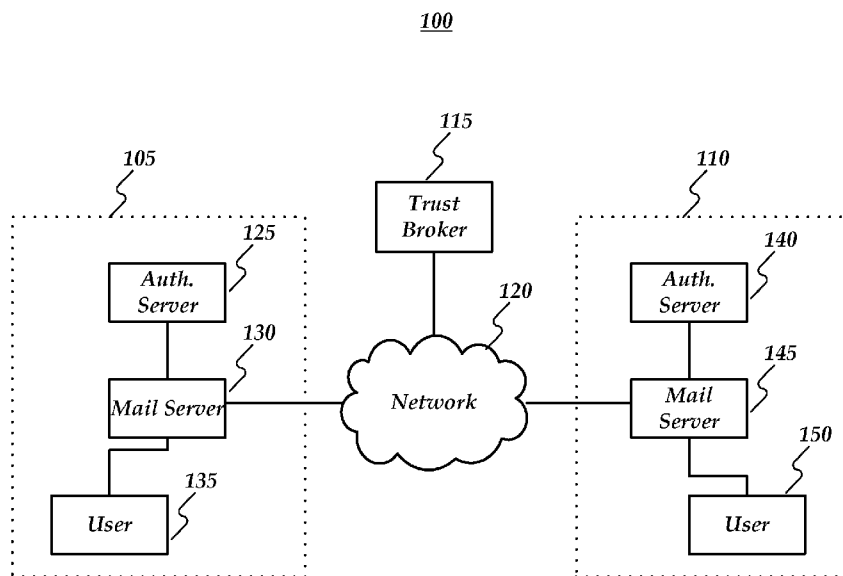 100
115
Trust
Broker
105
110
125
Auth.
Server
140
Auth.
Server
120
130
Mail Server
Network
145
Mail
Server
135
User
150
User